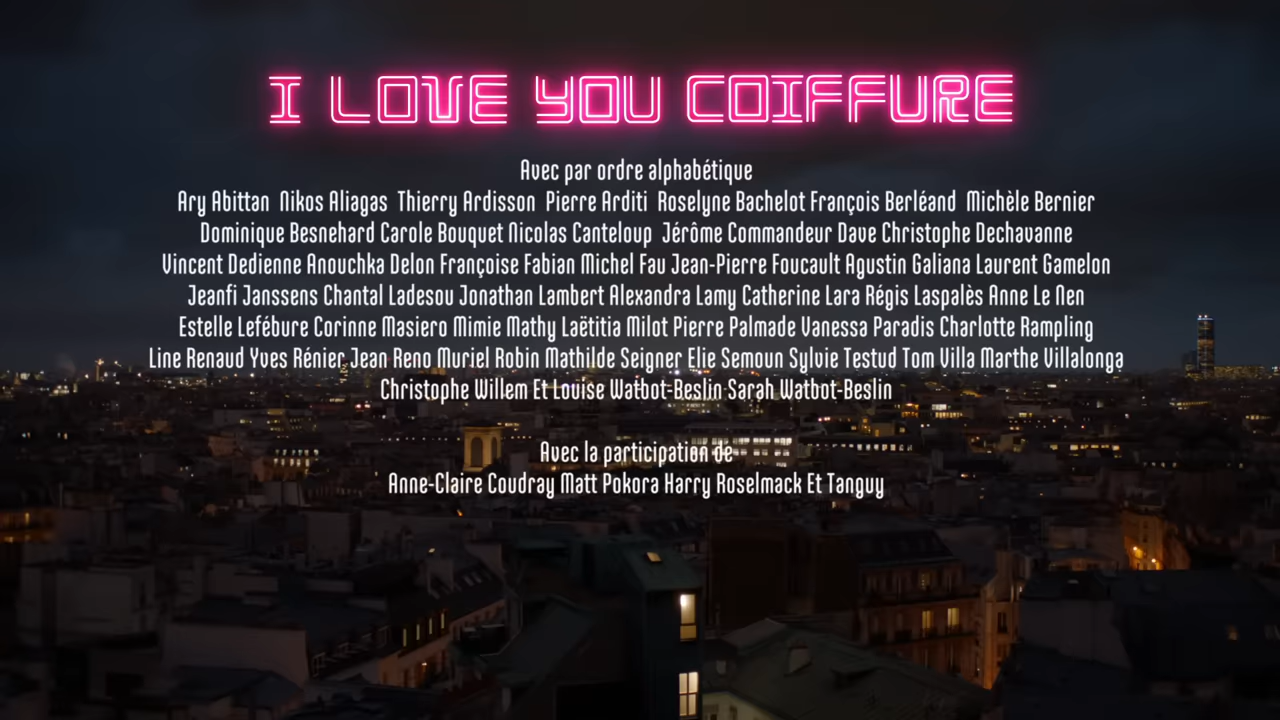 I LOVE YOU COIFFURE
Avec par ordre alphabétique
Ary Abittan Nikos Aliagas Thierry Ardisson Pierre Arditi Roselyne Bachelot François Berléand Michèle Bernier
Dominique Besnehard Carole Bouquet Nicolas Canteloup Jérôme Commandeur Dave Christophe Dechavanne
Vincent Dedienne Anouchka Delon Françoise Fabian Michel Fau Jean-Pierre Foucault Agustin Galiana Laurent Gamelon
Jeanfi Janssens Chantal Ladesou Jonathan Lambert Alexandra Lamy Catherine Lara Régis Laspalès Anne Le Nen
Estelle Lefébure Corinne Masiero Mimie Mathy Laëtitia Milot Pierre Palmade Vanessa Paradis Charlotte Rampling
Line Renaud Yves Rénier Jean Reno Muriel Robin Mathilde Seigner Elie Semoun Sylvie Testud Tom Villa Marthe Villalonga
Christophe Willem Et Louise Watbot-Beslin Sarah Watbot-Beslin
Avec la participation de
Anne-Claire Coudray Matt Pokora Harry Roselmack Et Tanguy